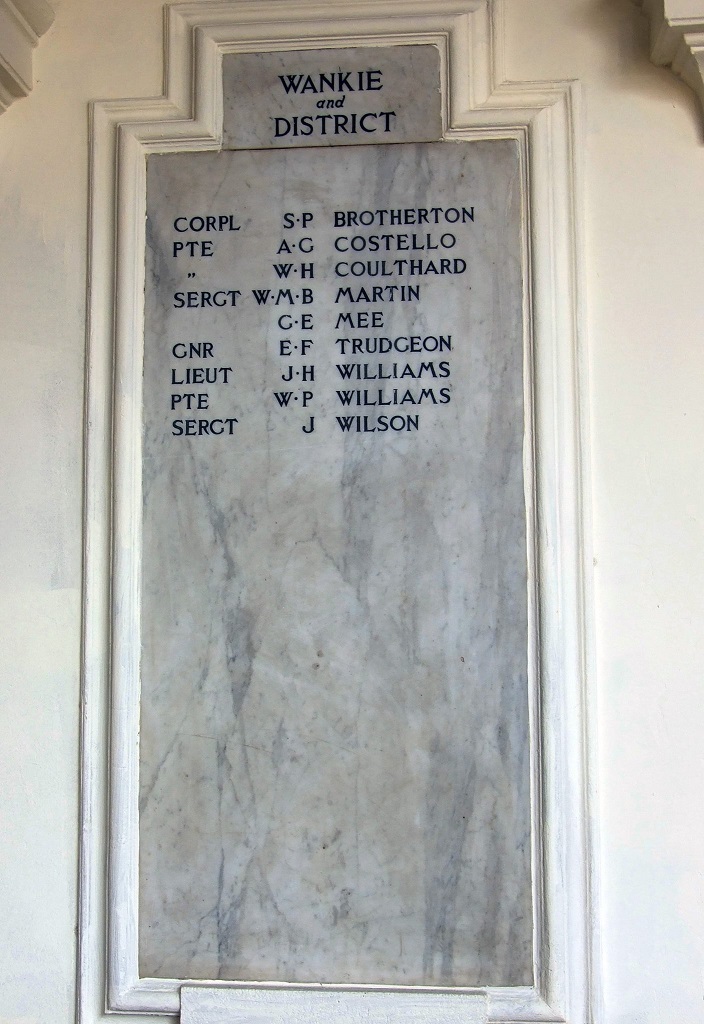 WANKIE
and
DISTRICT
CORPL S·P BROTHERTON
PTE A·G COSTELLO
„ W·H COULTHARD
SERGT W·M·B MARTIN
G·E MEE
GNR E·F TRUDGEON
LIEUT J·H WILLIAMS
PTE W·P WILLIAMS
SERGT J WILSON